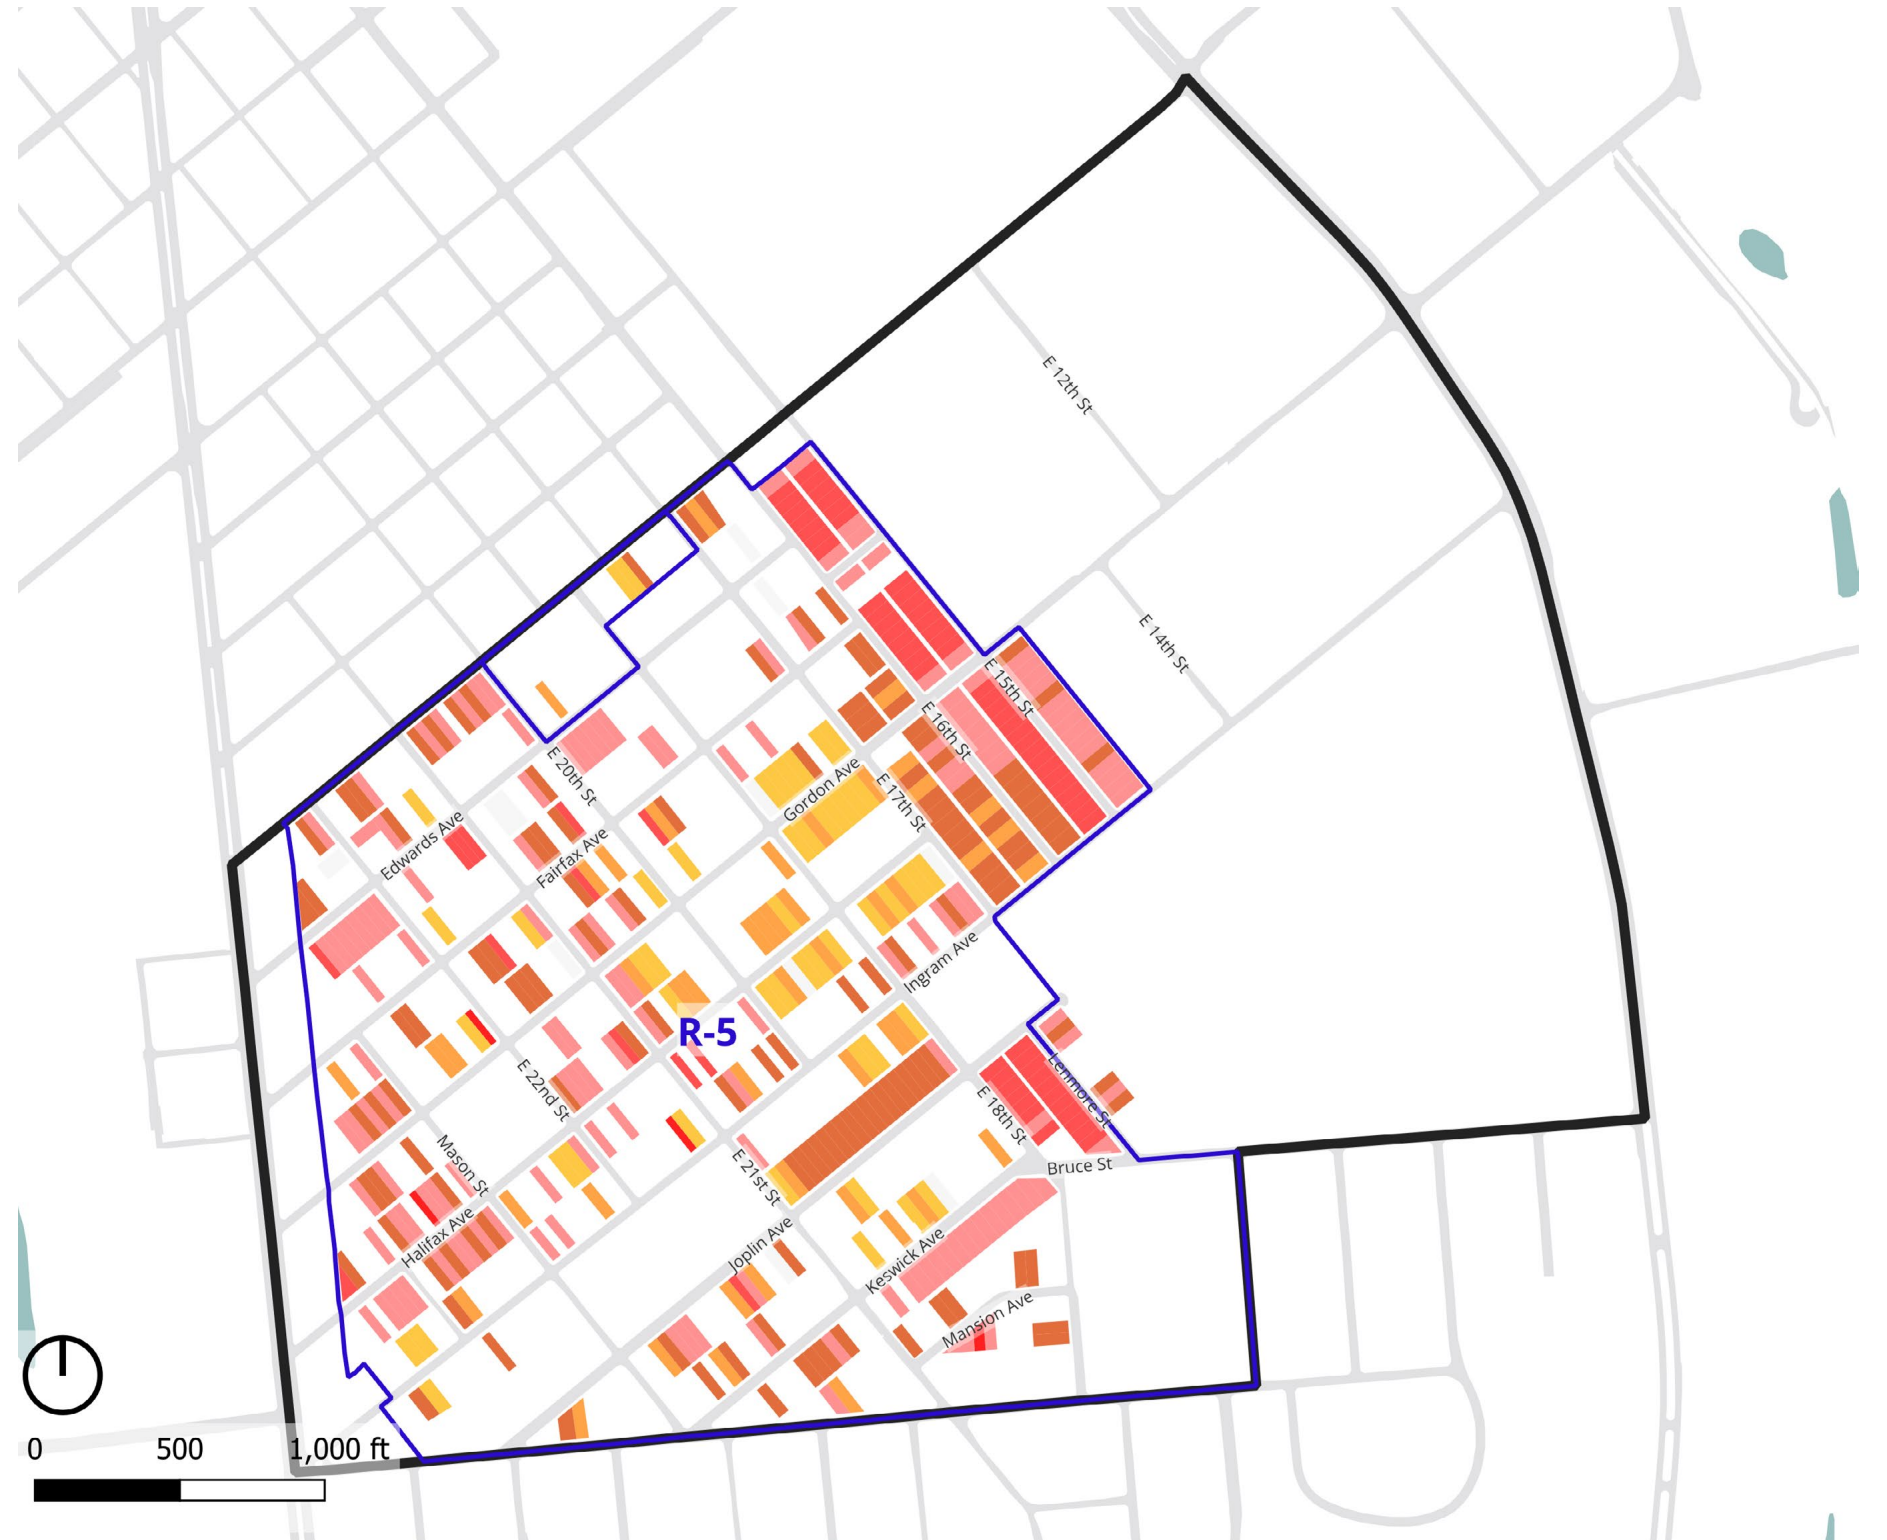 E 12th St
E 14th St
E 15th St
E 16th St
E 20th St
Gordon Ave
E 17th St
Edwards Ave
Fairfax Ave
Ingram Ave
R-5
E 22nd St
Lenmore St
E 18th St
Mason St
E 21st St
Bruce St
Halifax Ave
Joplin Ave
Keswick Ave
Mansion Ave
0 500 1,000 ft